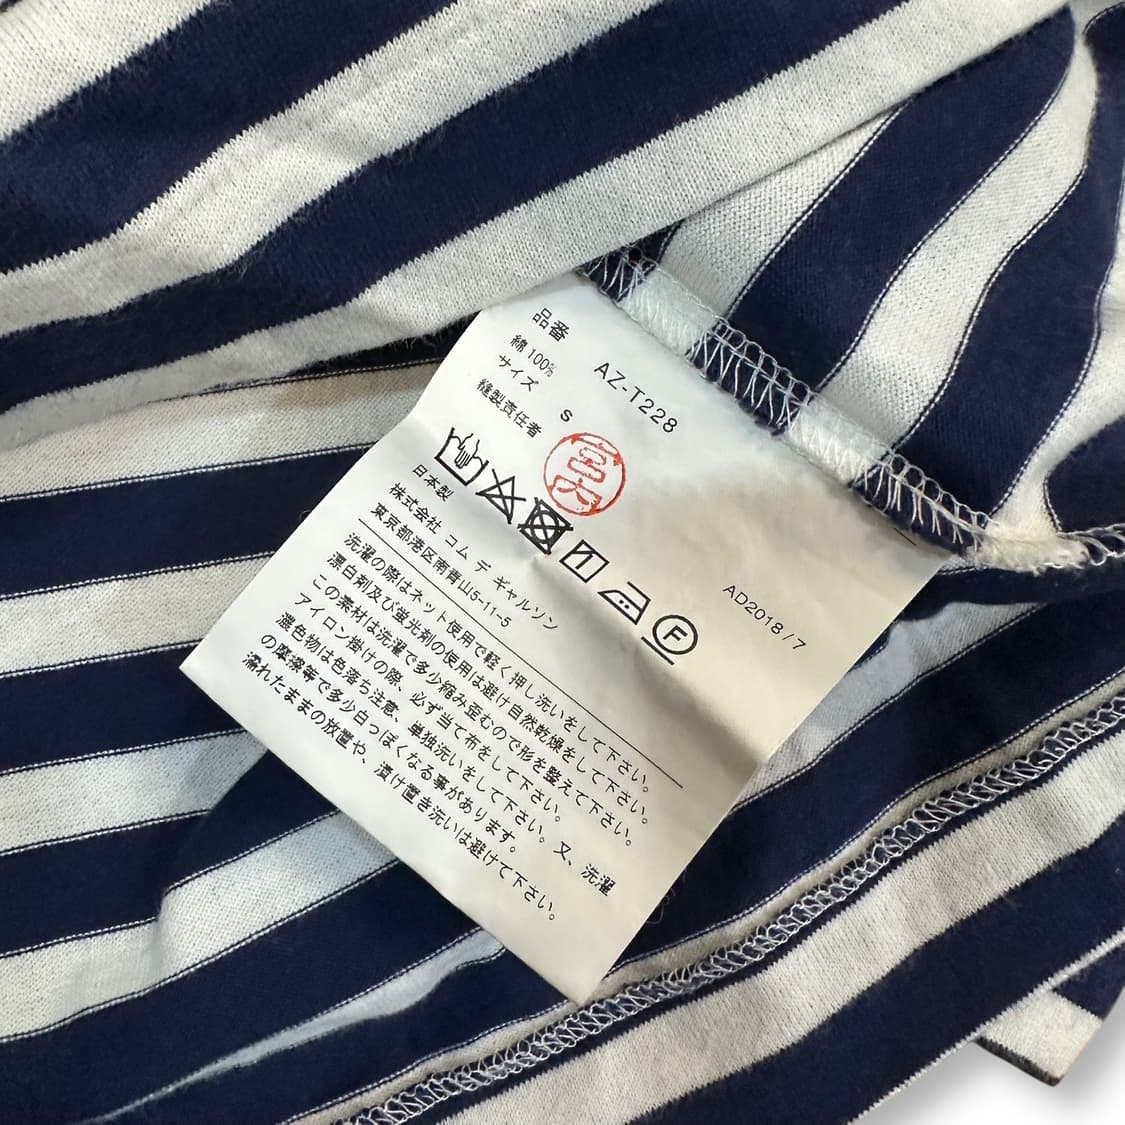 品番 AZ-T228
綿 100%
サイズ S
縫製責任者 宮内
日本製
F
株式会社 コム デ ギャルソン
東京都港区南青山5-11-5
AD2018/7
洗濯の際はネット使用で軽く押し洗いをして下さい。
漂白剤及び蛍光剤の使用は避け自然乾燥をして下さい。
この素材は洗濯で多少縮み歪むので形を整えて下さい。
アイロン掛けの際、必ず当て布をして下さい。
濃色物は色落ち注意、単独洗いをして下さい。又、洗濯
の摩擦等で多少白っぽくなる事があります。
濡れたままの放置や、漬け置き洗いは避けて下さい。